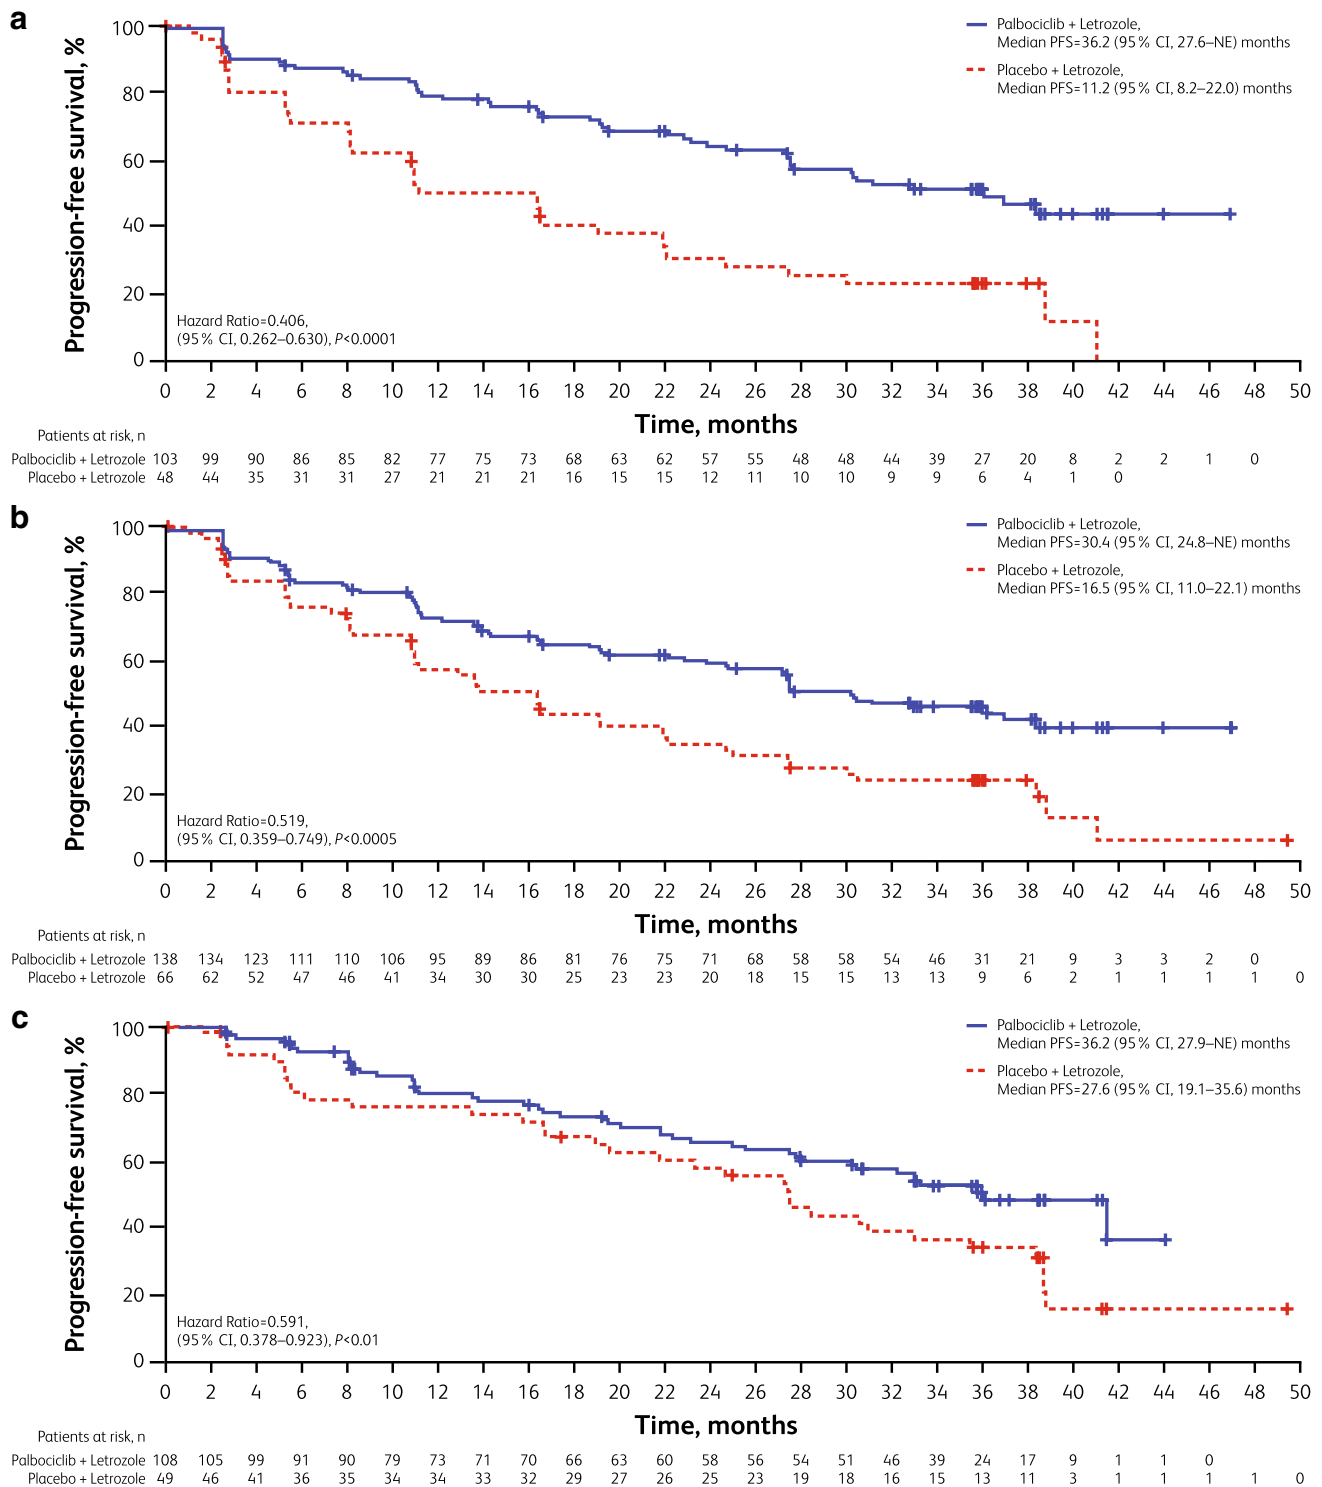 a
Progression-free survival, %
100
80
60
40
20
0
Palbociclib + Letrozole,
Median PFS=36.2 (95% CI, 27.6–NE) months
Placebo + Letrozole,
Median PFS=11.2 (95% CI, 8.2–22.0) months
Hazard Ratio=0.406,
(95% CI, 0.262–0.630), P<0.0001
0 2 4 6 8 10 12 14 16 18 20 22 24 26 28 30 32 34 36 38 40 42 44 46 48 50
Time, months
Patients at risk, n
Palbociclib + Letrozole 103 99 90 86 85 82 77 75 73 68 63 62 57 55 48 48 44 39 27 20 8 2 2 1 0
Placebo + Letrozole 48 44 35 31 31 27 21 21 21 16 15 15 12 11 10 10 9 9 6 4 1 0
b
Progression-free survival, %
100
80
60
40
20
0
Palbociclib + Letrozole,
Median PFS=30.4 (95% CI, 24.8–NE) months
Placebo + Letrozole,
Median PFS=16.5 (95% CI, 11.0–22.1) months
Hazard Ratio=0.519,
(95% CI, 0.359–0.749), P<0.0005
0 2 4 6 8 10 12 14 16 18 20 22 24 26 28 30 32 34 36 38 40 42 44 46 48 50
Time, months
Patients at risk, n
Palbociclib + Letrozole 138 134 123 111 110 106 95 89 86 81 76 75 71 68 58 58 54 46 31 21 9 3 3 2 0
Placebo + Letrozole 66 62 52 47 46 41 34 30 30 25 23 23 20 18 15 15 13 13 9 6 2 1 1 1 1 0
c
Progression-free survival, %
100
80
60
40
20
0
Palbociclib + Letrozole,
Median PFS=36.2 (95% CI, 27.9–NE) months
Placebo + Letrozole,
Median PFS=27.6 (95% CI, 19.1–35.6) months
Hazard Ratio=0.591,
(95% CI, 0.378–0.923), P<0.01
0 2 4 6 8 10 12 14 16 18 20 22 24 26 28 30 32 34 36 38 40 42 44 46 48 50
Time, months
Patients at risk, n
Palbociclib + Letrozole 108 105 99 91 90 79 73 71 70 66 63 60 58 56 54 51 46 39 24 17 9 1 1 0
Placebo + Letrozole 49 46 41 36 35 34 34 33 32 29 27 26 25 23 19 18 16 15 13 11 3 1 1 1 1 0